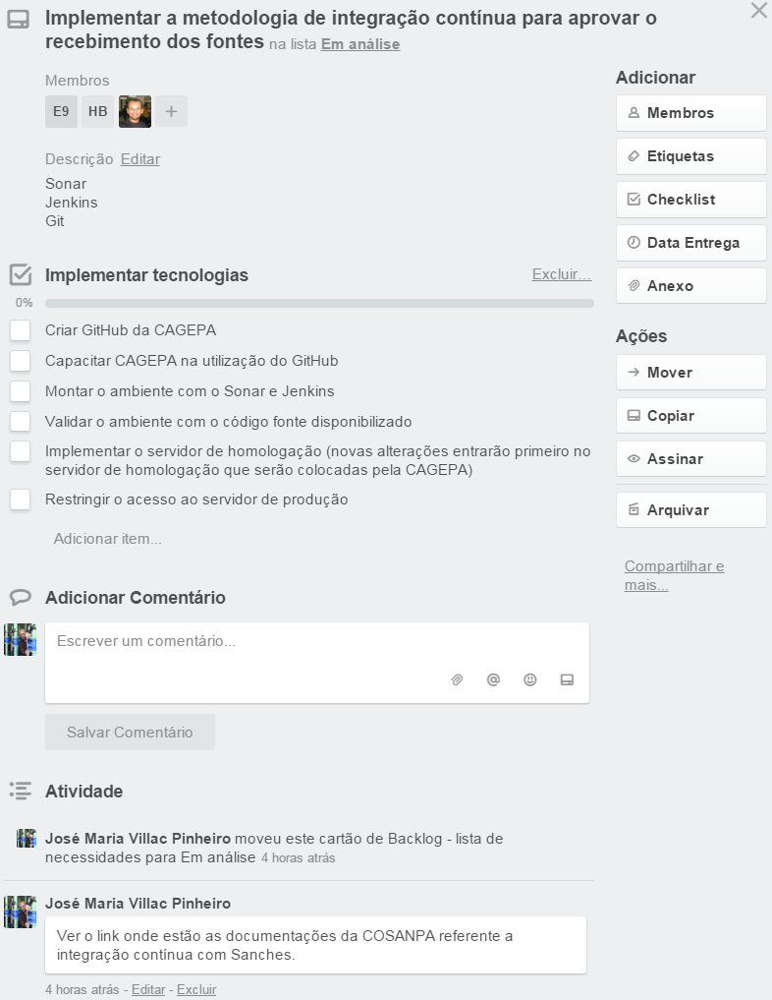 Implementar a metodologia de integração contínua para aprovar o
recebimento dos fontes na lista Em análise
Membros
E9 HB +
Descrição Editar
Sonar
Jenkins
Git
Implementar tecnologias Excluir...
0%
Criar GitHub da CAGEPA
Capacitar CAGEPA na utilização do GitHub
Montar o ambiente com o Sonar e Jenkins
Validar o ambiente com o código fonte disponibilizado
Implementar o servidor de homologação (novas alterações entrarão primeiro no
servidor de homologação que serão colocadas pela CAGEPA)
Restringir o acesso ao servidor de produção
Adicionar item...
Adicionar Comentário
Escrever um comentário...
Salvar Comentário
Atividade
José Maria Villac Pinheiro moveu este cartão de Backlog - lista de
necessidades para Em análise 4 horas atrás
José Maria Villac Pinheiro
Ver o link onde estão as documentações da COSANPA referente a
integração contínua com Sanches.
4 horas atrás - Editar - Excluir
Adicionar
Membros
Etiquetas
Checklist
Data Entrega
Anexo
Ações
Mover
Copiar
Assinar
Arquivar
Compartilhar e
mais...